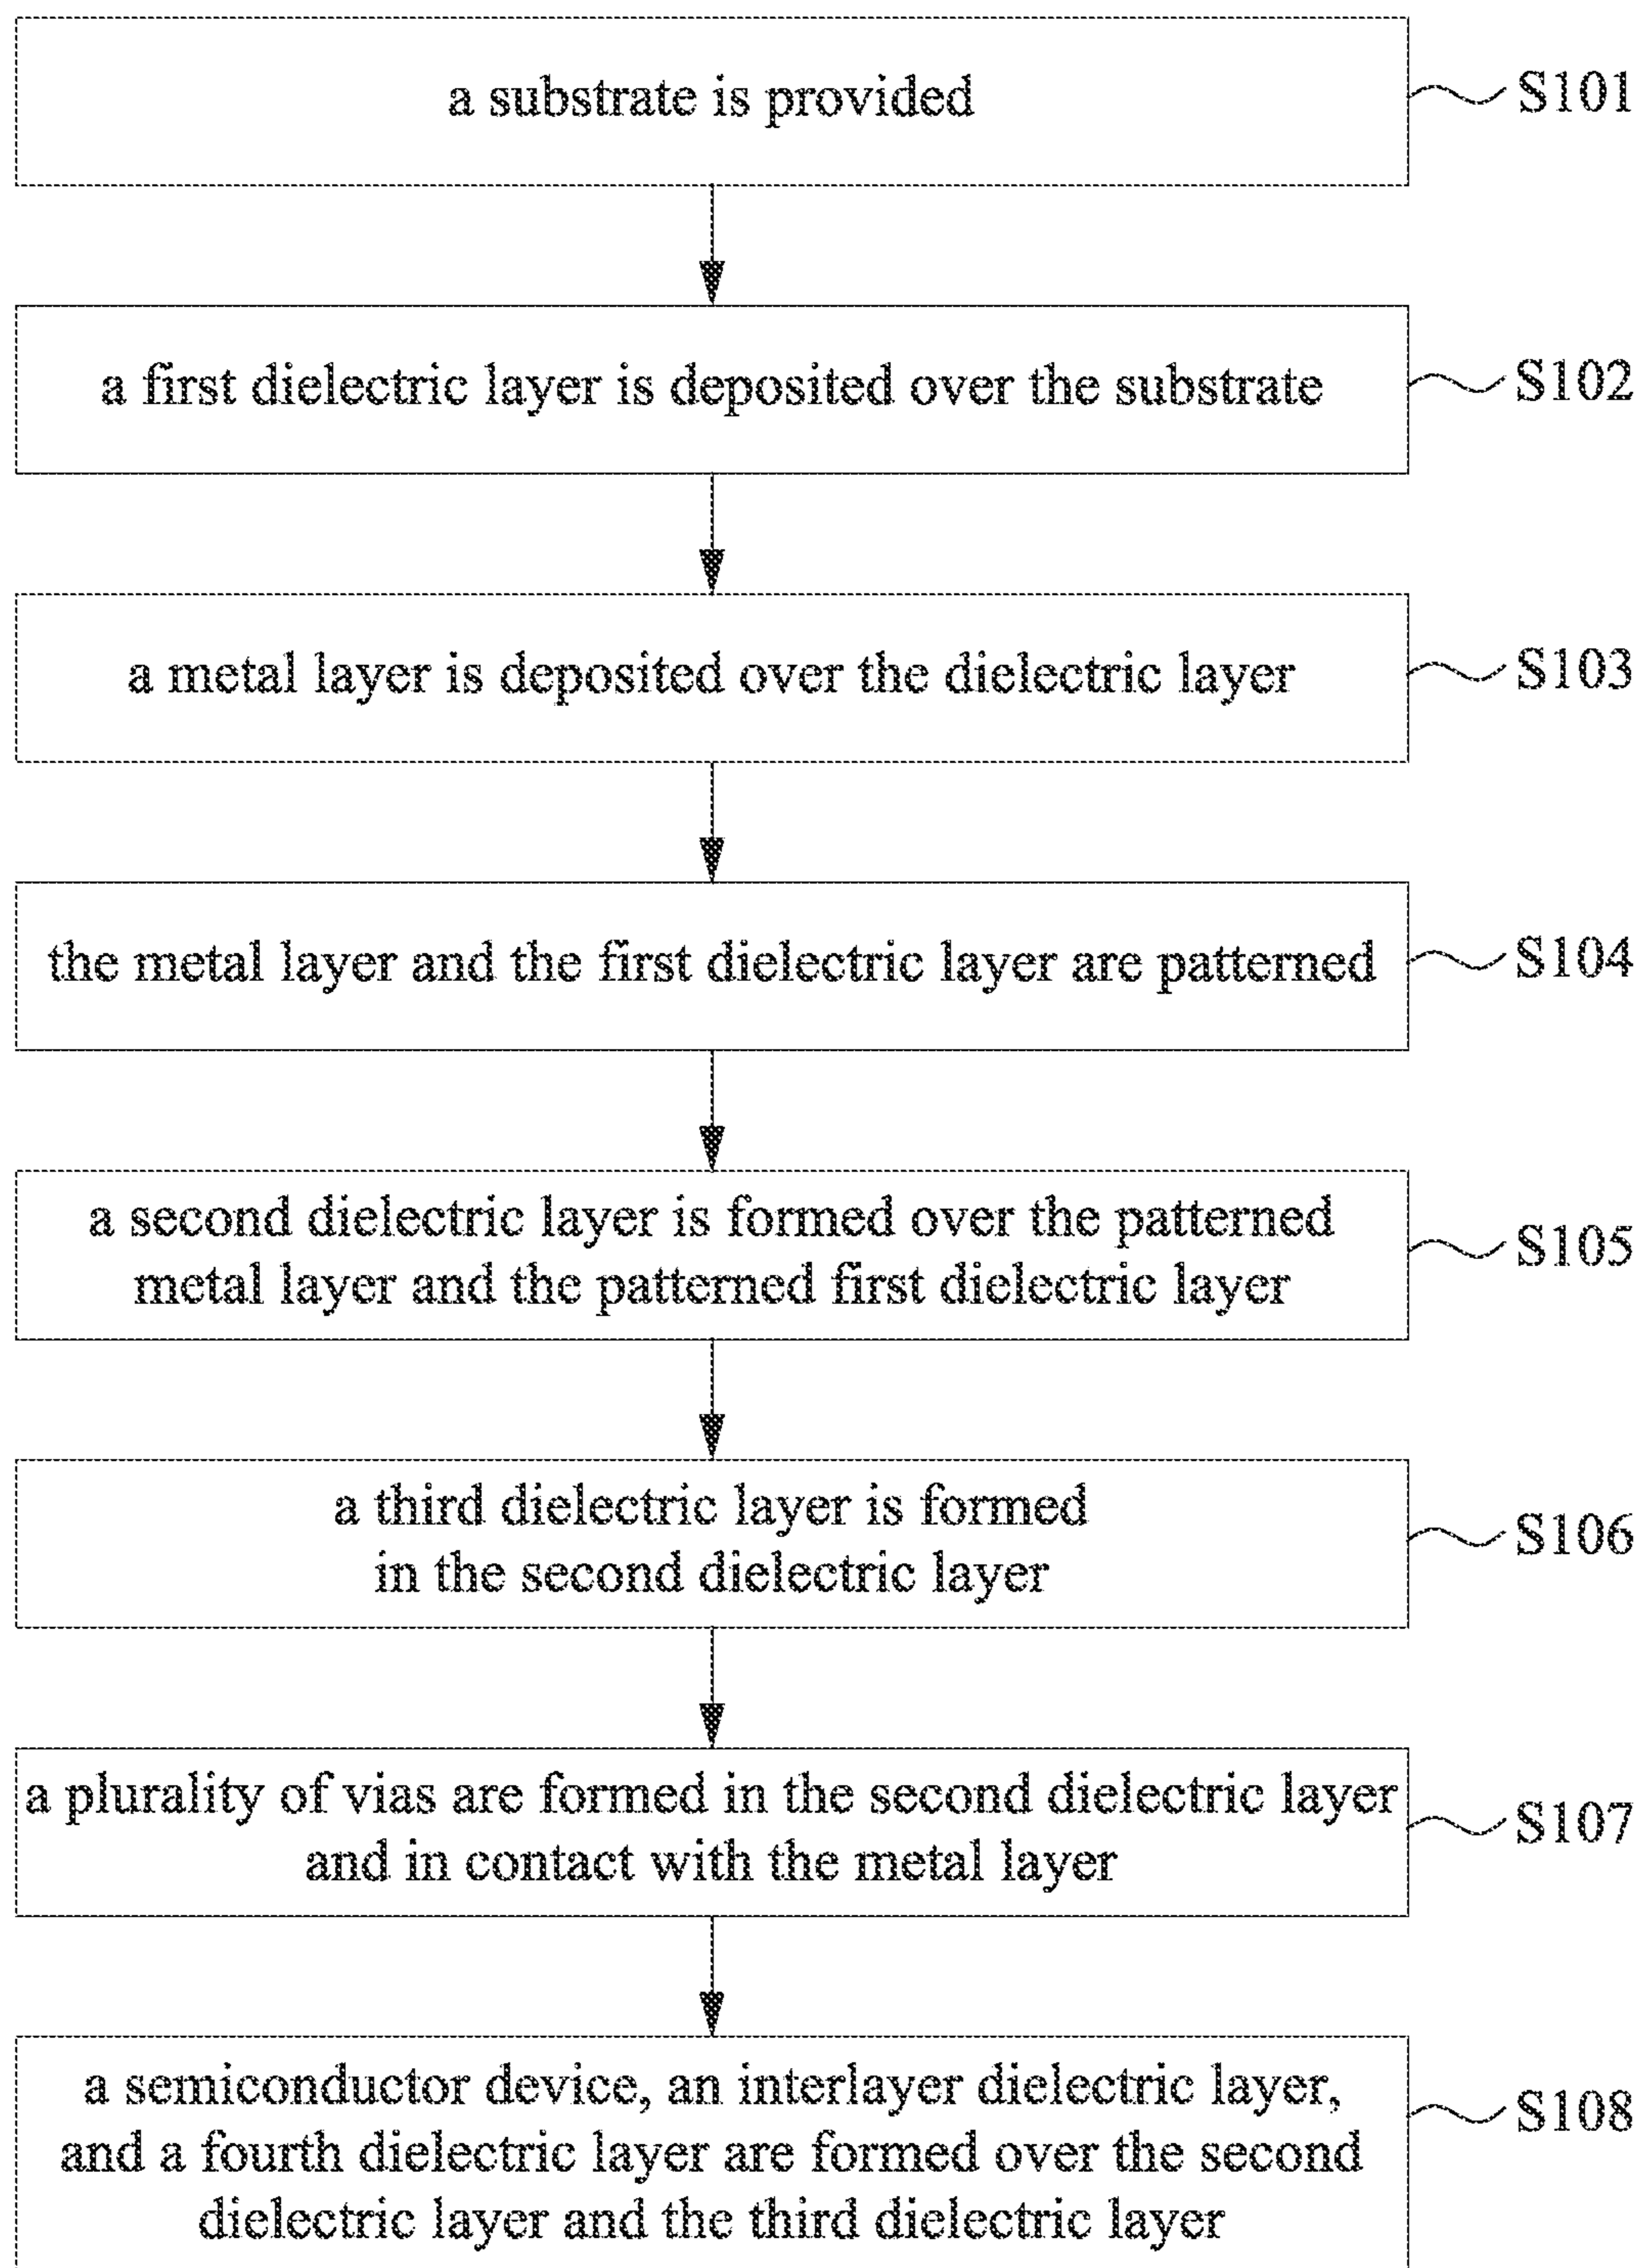 a substrate is provided
S101
a first dielectric layer is deposited over the substrate
S102
a metal layer is deposited over the dielectric layer
S103
the metal layer and the first dielectric layer are patterned
S104
a second dielectric layer is formed over the patterned
metal layer and the patterned first dielectric layer
S105
a third dielectric layer is formed
in the second dielectric layer
S106
a plurality of vias are formed in the second dielectric layer
and in contact with the metal layer
S107
a semiconductor device, an interlayer dielectric layer,
and a fourth dielectric layer are formed over the second
dielectric layer and the third dielectric layer
S108